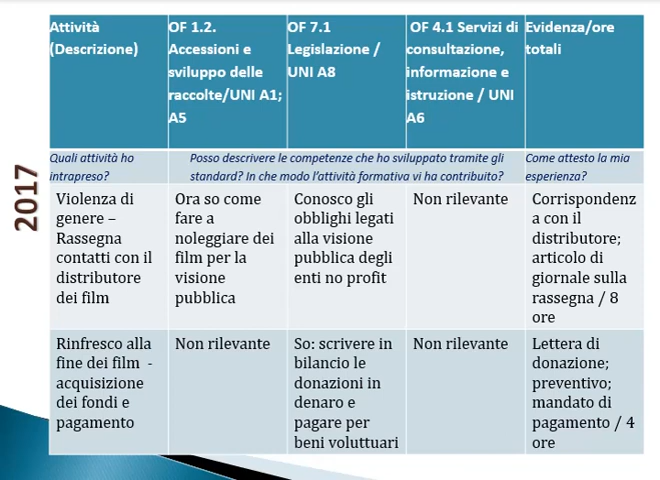 2017
Attività
(Descrizione)
OF 1.2.
Accessioni e
sviluppo delle
raccolte/UNI A1;
A5
OF 7.1
Legislazione /
UNI A8
OF 4.1 Servizi di
consultazione,
informazione e
istruzione / UNI
A6
Evidenza/ore
totali
Quali attività ho
intrapreso?
Posso descrivere le competenze che ho sviluppato tramite gli
standard? In che modo l'attività formativa vi ha contribuito?
Come attesto la mia
esperienza?
Violenza di
genere –
Rassegna
contatti con il
distributore
dei film
Ora so come
fare a
noleggiare dei
film per la
visione
pubblica
Conosco gli
obblighi legati
alla visione
pubblica degli
enti no profit
Non rilevante
Corrispondenz
a con il
distributore;
articolo di
giornale sulla
rassegna / 8
ore
Rinfresco alla
fine dei film -
acquisizione
dei fondi e
pagamento
Non rilevante
So: scrivere in
bilancio le
donazioni in
denaro e
pagare per
beni voluttuari
Non rilevante
Lettera di
donazione;
preventivo;
mandato di
pagamento / 4
ore